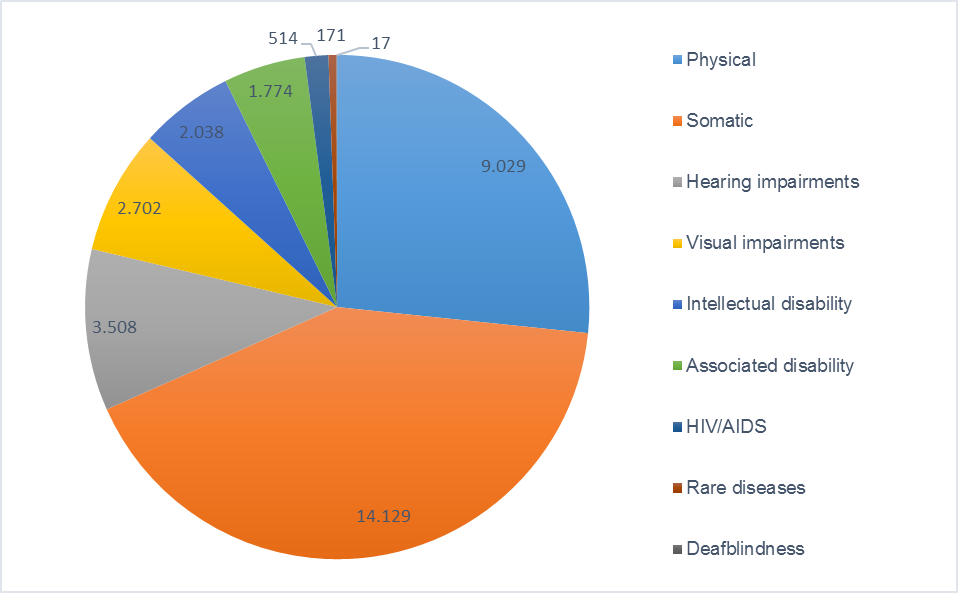 514
171
17
1.774
2.038
9.029
2.702
3.508
14.129
Physical
Somatic
Hearing impairments
Visual impairments
Intellectual disability
Associated disability
HIV/AIDS
Rare diseases
Deafblindness